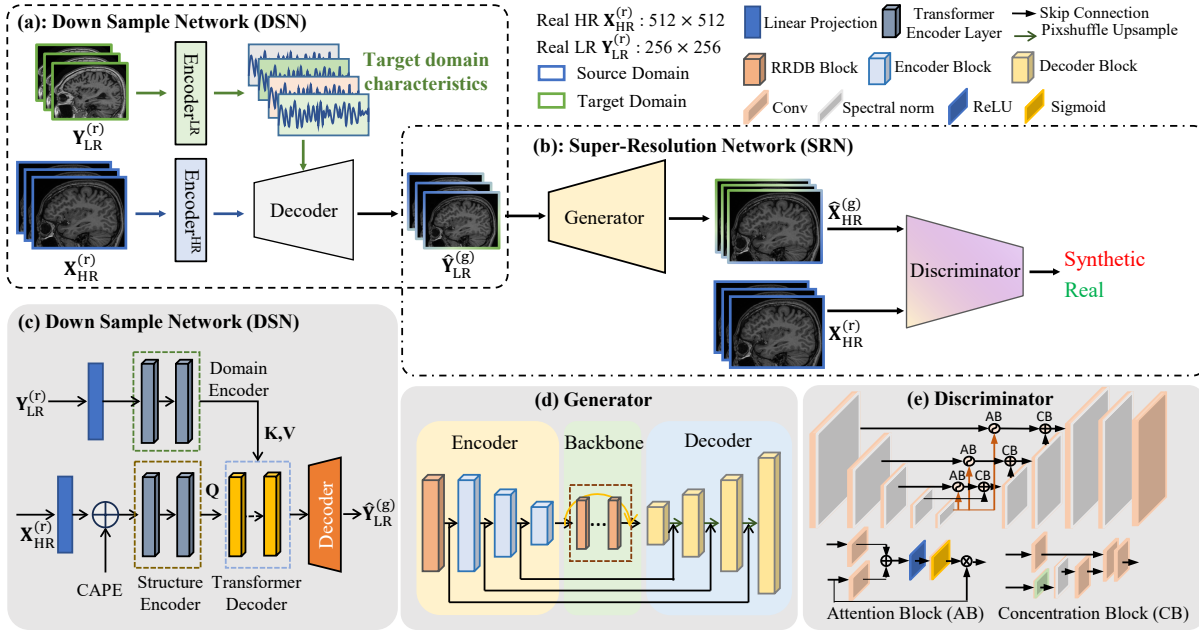 (a): Down Sample Network (DSN)
Y_LR^(r)
Encoder^LR
Target domain
characteristics
X_HR^(r)
Encoder^HR
Decoder
Ŷ_LR^(g)
Real HR X_HR^(r) : 512 × 512
Real LR Y_LR^(r) : 256 × 256
Source Domain
Target Domain
Linear Projection
Transformer
Encoder Layer
Skip Connection
Pixshuffle Upsample
RRDB Block
Encoder Block
Decoder Block
Conv
Spectral norm
ReLU
Sigmoid
(b): Super-Resolution Network (SRN)
Generator
X̂_HR^(g)
X_HR^(r)
Discriminator
Synthetic
Real
(c) Down Sample Network (DSN)
Y_LR^(r)
Domain
Encoder
K,V
X_HR^(r)
CAPE
Q
Structure
Encoder
Transformer
Decoder
Decoder
Ŷ_LR^(g)
(d) Generator
Encoder
Backbone
Decoder
(e) Discriminator
AB
CB
AB
CB
AB
CB
Attention Block (AB)
Concentration Block (CB)